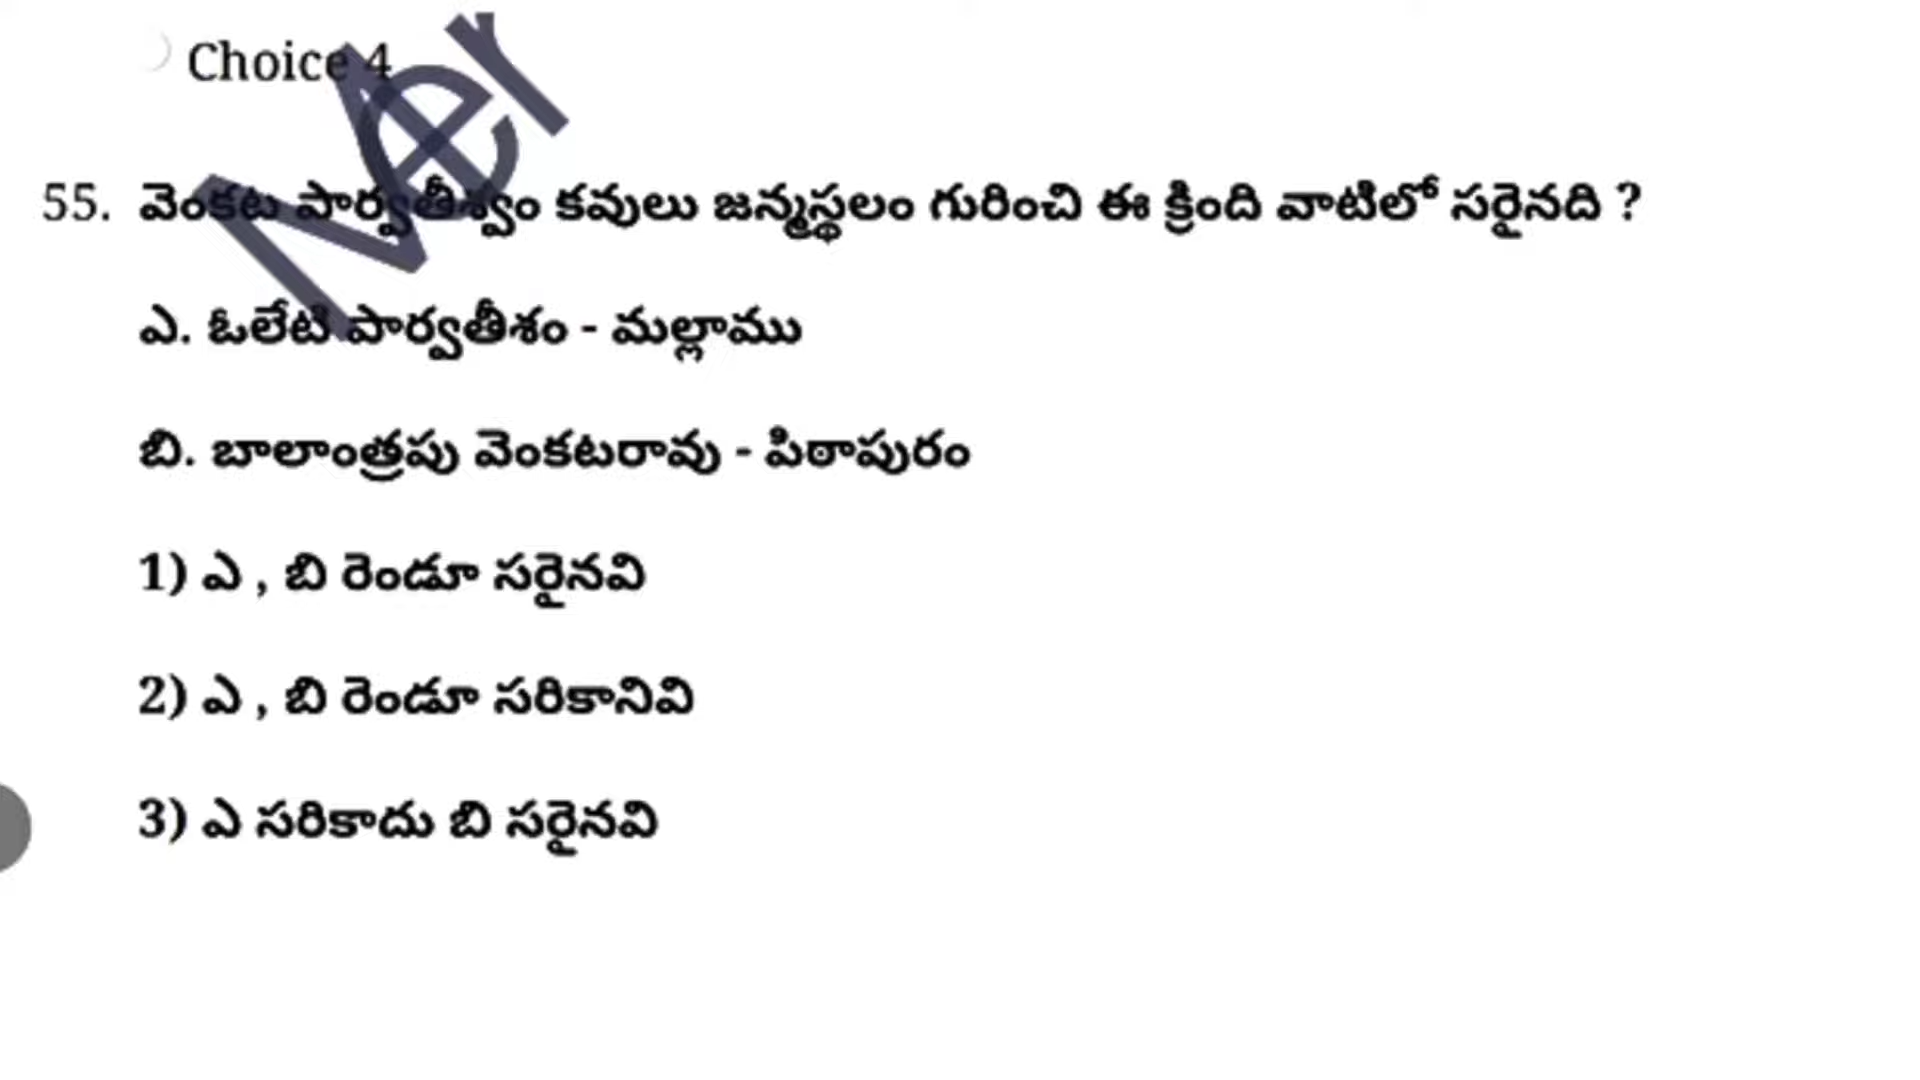 Choice 4
Mer
55. వెంకట పార్వతీశ్వం కవులు జన్మస్థలం గురించి ఈ క్రింది వాటిలో సరైనది ?
ఎ. ఓలేటి పార్వతీశం - మల్లాము
బి. బాలాంత్రపు వెంకటరావు - పిఠాపురం
1) ఎ , బి రెండూ సరైనవి
2) ఎ , బి రెండూ సరికానివి
3) ఎ సరికాదు బి సరైనవి